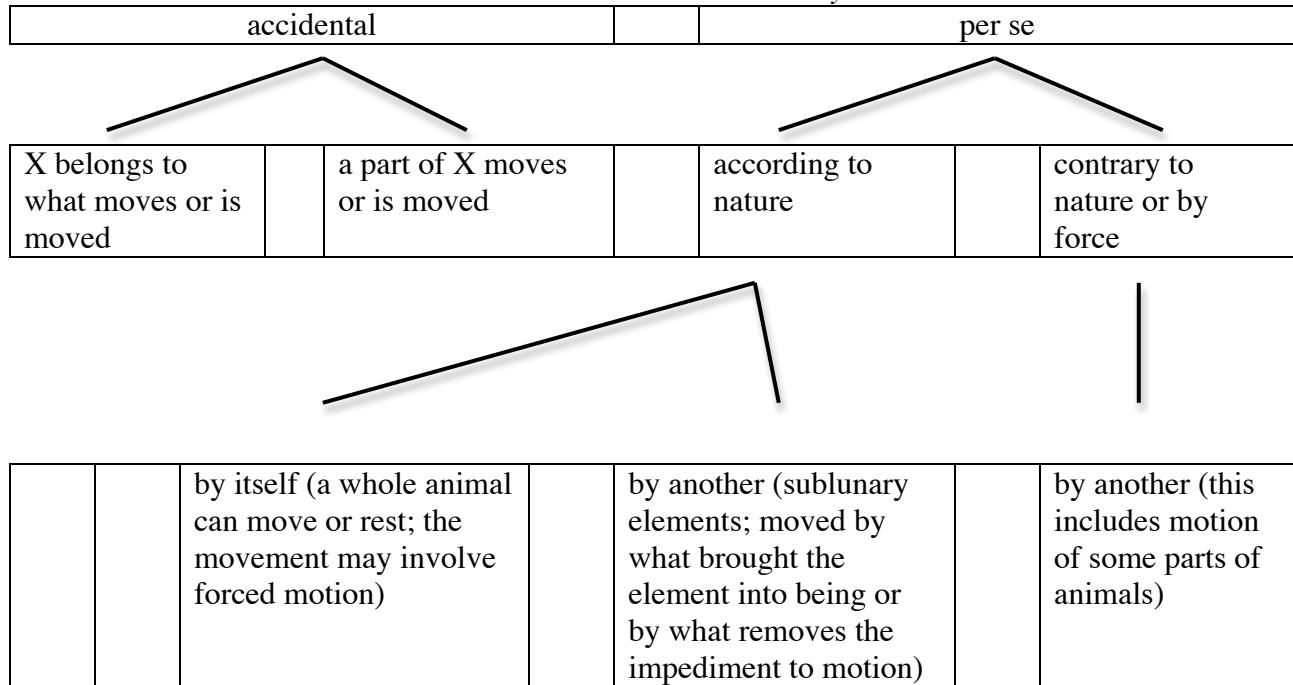 accidental
per se
X belongs to
what moves or is
moved
a part of X moves
or is moved
according to
nature
contrary to
nature or by
force
by itself (a whole animal
can move or rest; the
movement may involve
forced motion)
by another (sublunary
elements; moved by
what brought the
element into being or
by what removes the
impediment to motion)
by another (this
includes motion
of some parts of
animals)